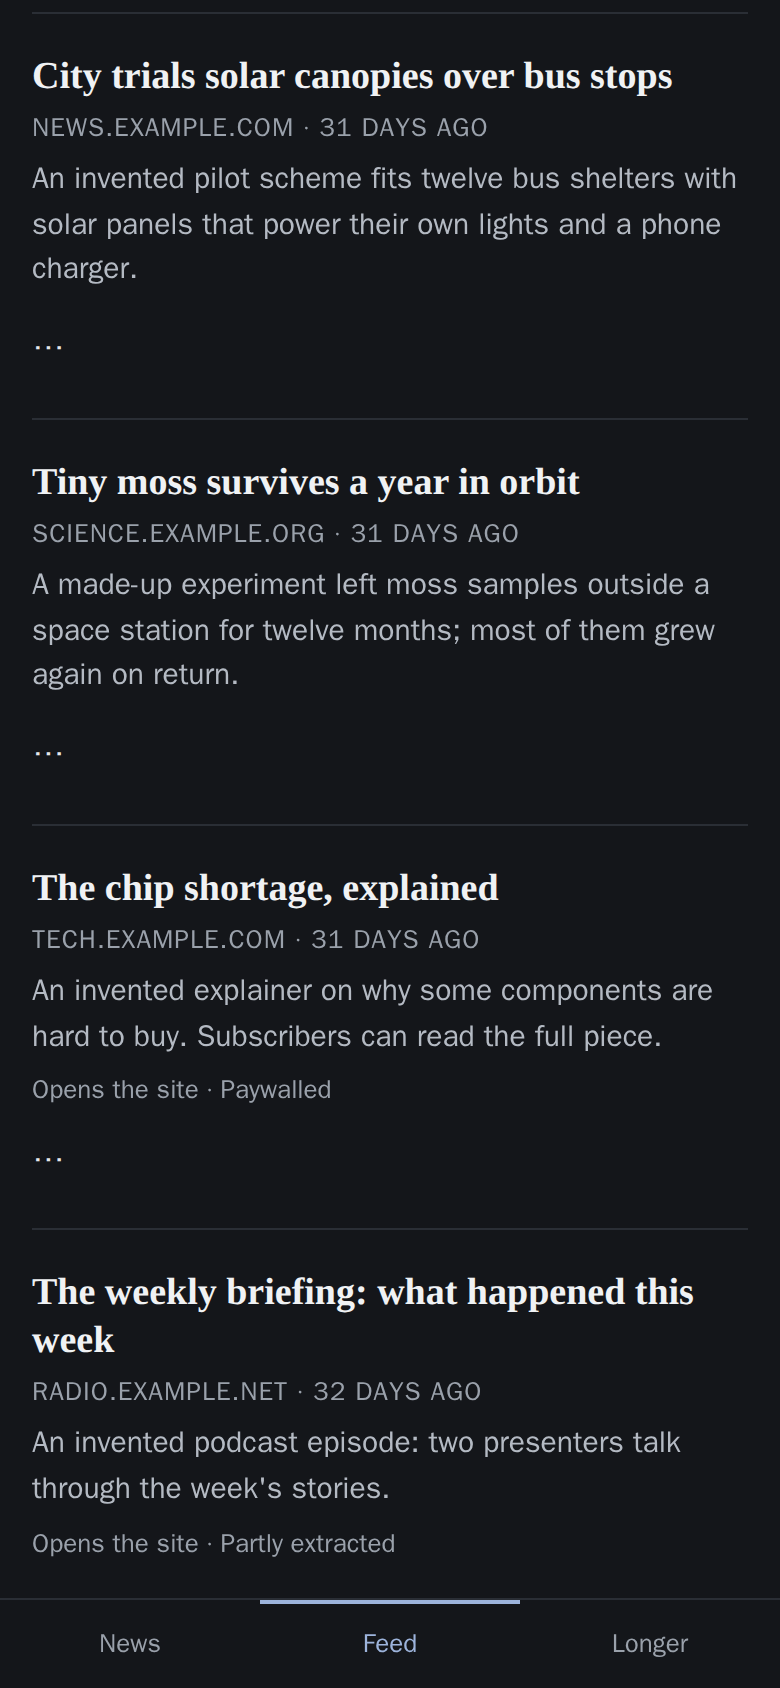 City trials solar canopies over bus stops
NEWS.EXAMPLE.COM · 31 DAYS AGO
An invented pilot scheme fits twelve bus shelters with
solar panels that power their own lights and a phone
charger.
...
Tiny moss survives a year in orbit
SCIENCE.EXAMPLE.ORG · 31 DAYS AGO
A made-up experiment left moss samples outside a
space station for twelve months; most of them grew
again on return.
...
The chip shortage, explained
TECH.EXAMPLE.COM · 31 DAYS AGO
An invented explainer on why some components are
hard to buy. Subscribers can read the full piece.
Opens the site · Paywalled
...
The weekly briefing: what happened this
week
RADIO.EXAMPLE.NET · 32 DAYS AGO
An invented podcast episode: two presenters talk
through the week's stories.
Opens the site · Partly extracted
News Feed Longer